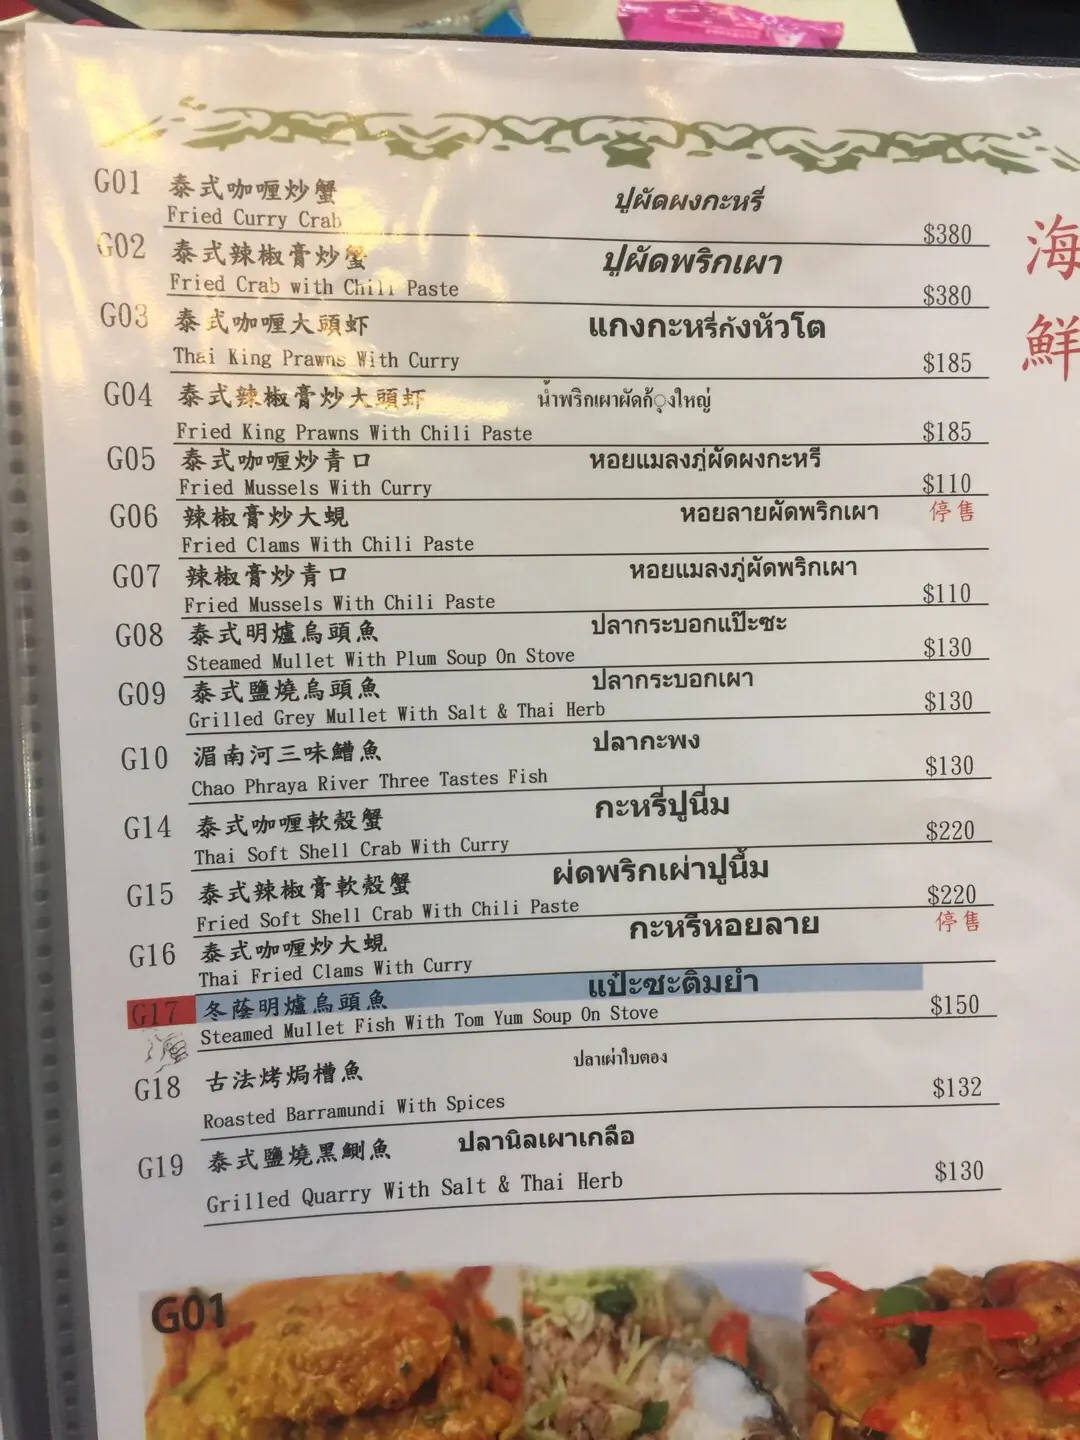 G01 泰式咖喱炒蟹 ปูผัดผงกะหรี่
Fried Curry Crab $380
G02 泰式辣椒膏炒蟹 ปูผัดพริกเผา
Fried Crab with Chili Paste $380
G03 泰式咖喱大頭虾 แกงกะหรี่ก้งหัวโต
Thai King Prawns With Curry $185
G04 泰式辣椒膏炒大頭虾 น้ำพริกเผาผัดกุ้งใหญ่
Fried King Prawns With Chili Paste $185
G05 泰式咖喱炒青口 หอยแมลงภู่ผัดผงกะหรี่
Fried Mussels With Curry $110
G06 辣椒膏炒大蜆 หอยลายผัดพริกเผา 停售
Fried Clams With Chili Paste
G07 辣椒膏炒青口 หอยแมลงภู่ผัดพริกเผา
Fried Mussels With Chili Paste $110
G08 泰式明爐烏頭魚 ปลากระบอกแป๊ะซะ
Steamed Mullet With Plum Soup On Stove $130
G09 泰式鹽燒烏頭魚 ปลากระบอกเผา
Grilled Grey Mullet With Salt & Thai Herb $130
G10 湄南河三味鰽魚 ปลากะพง
Chao Phraya River Three Tastes Fish $130
G14 泰式咖喱軟殼蟹 กะหรี่ปูนี่ม
Thai Soft Shell Crab With Curry $220
G15 泰式辣椒膏軟殼蟹 ผ่ดพริกเผ่าปูนี้ม
Fried Soft Shell Crab With Chili Paste $220
G16 泰式咖喱炒大蜆 กะหรี่หอยลาย 停售
Thai Fried Clams With Curry
G17 冬蔭明爐烏頭魚 แป๋ะซะติมยำ
Steamed Mullet Fish With Tom Yum Soup On Stove $150
G18 古法烤焗槽魚 ปลาเผ่าใบตอง
Roasted Barramundi With Spices $132
G19 泰式鹽燒黑鰂魚 ปลานิลเผาเกลือ
Grilled Quarry With Salt & Thai Herb $130
海
鮮
G01